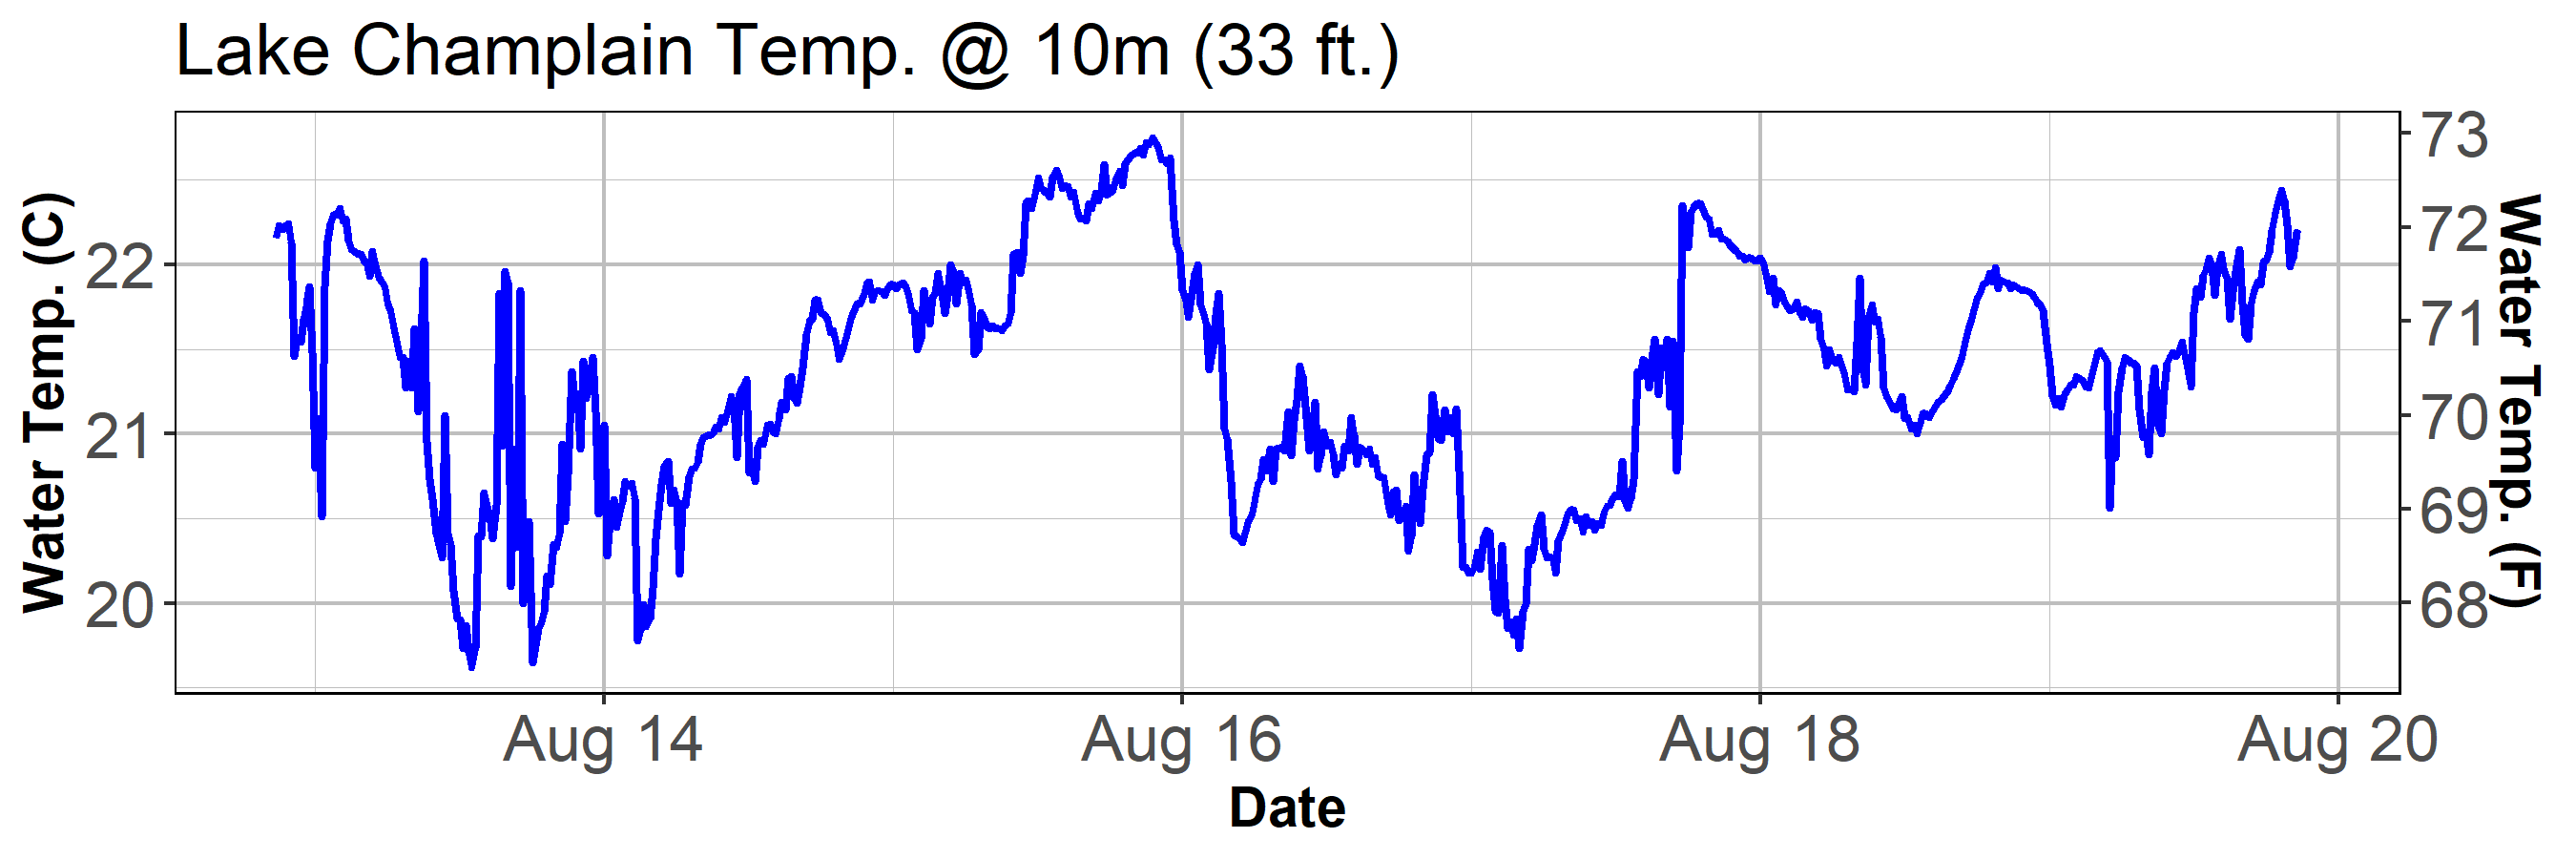 Lake Champlain Temp. @ 10m (33 ft.)
Water Temp. (C)
22
21
20
73
72
71
70
69
68
Water Temp. (F)
Aug 14
Aug 16
Aug 18
Aug 20
Date